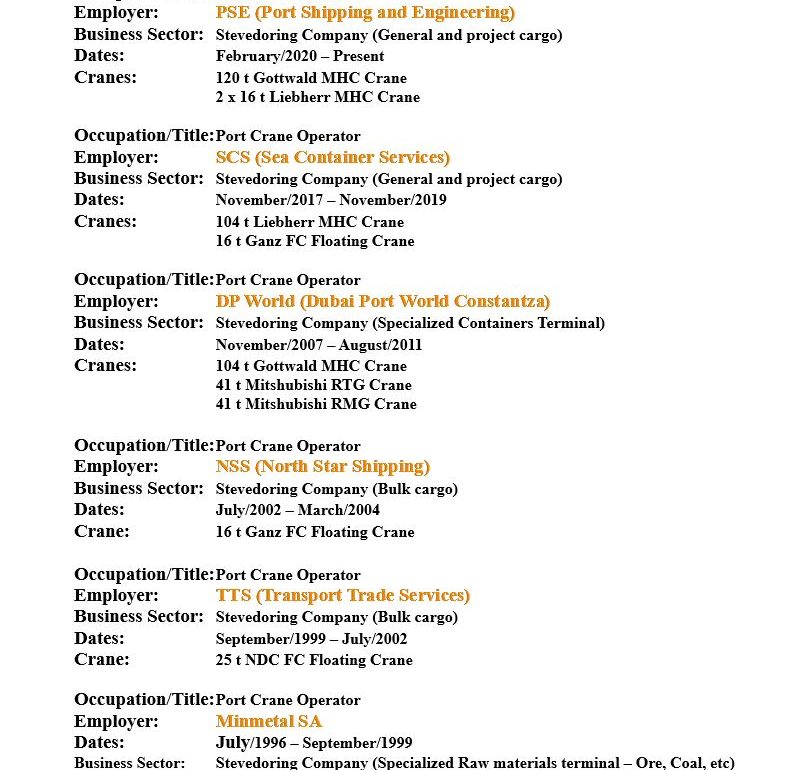 Employer: PSE (Port Shipping and Engineering)
Business Sector: Stevedoring Company (General and project cargo)
Dates: February/2020 – Present
Cranes: 120 t Gottwald MHC Crane
2 x 16 t Liebherr MHC Crane
Occupation/Title: Port Crane Operator
Employer: SCS (Sea Container Services)
Business Sector: Stevedoring Company (General and project cargo)
Dates: November/2017 – November/2019
Cranes: 104 t Liebherr MHC Crane
16 t Ganz FC Floating Crane
Occupation/Title: Port Crane Operator
Employer: DP World (Dubai Port World Constantza)
Business Sector: Stevedoring Company (Specialized Containers Terminal)
Dates: November/2007 – August/2011
Cranes: 104 t Gottwald MHC Crane
41 t Mitshubishi RTG Crane
41 t Mitshubishi RMG Crane
Occupation/Title: Port Crane Operator
Employer: NSS (North Star Shipping)
Business Sector: Stevedoring Company (Bulk cargo)
Dates: July/2002 – March/2004
Crane: 16 t Ganz FC Floating Crane
Occupation/Title: Port Crane Operator
Employer: TTS (Transport Trade Services)
Business Sector: Stevedoring Company (Bulk cargo)
Dates: September/1999 – July/2002
Crane: 25 t NDC FC Floating Crane
Occupation/Title: Port Crane Operator
Employer: Minmetal SA
Dates: July/1996 – September/1999
Business Sector: Stevedoring Company (Specialized Raw materials terminal – Ore, Coal, etc)